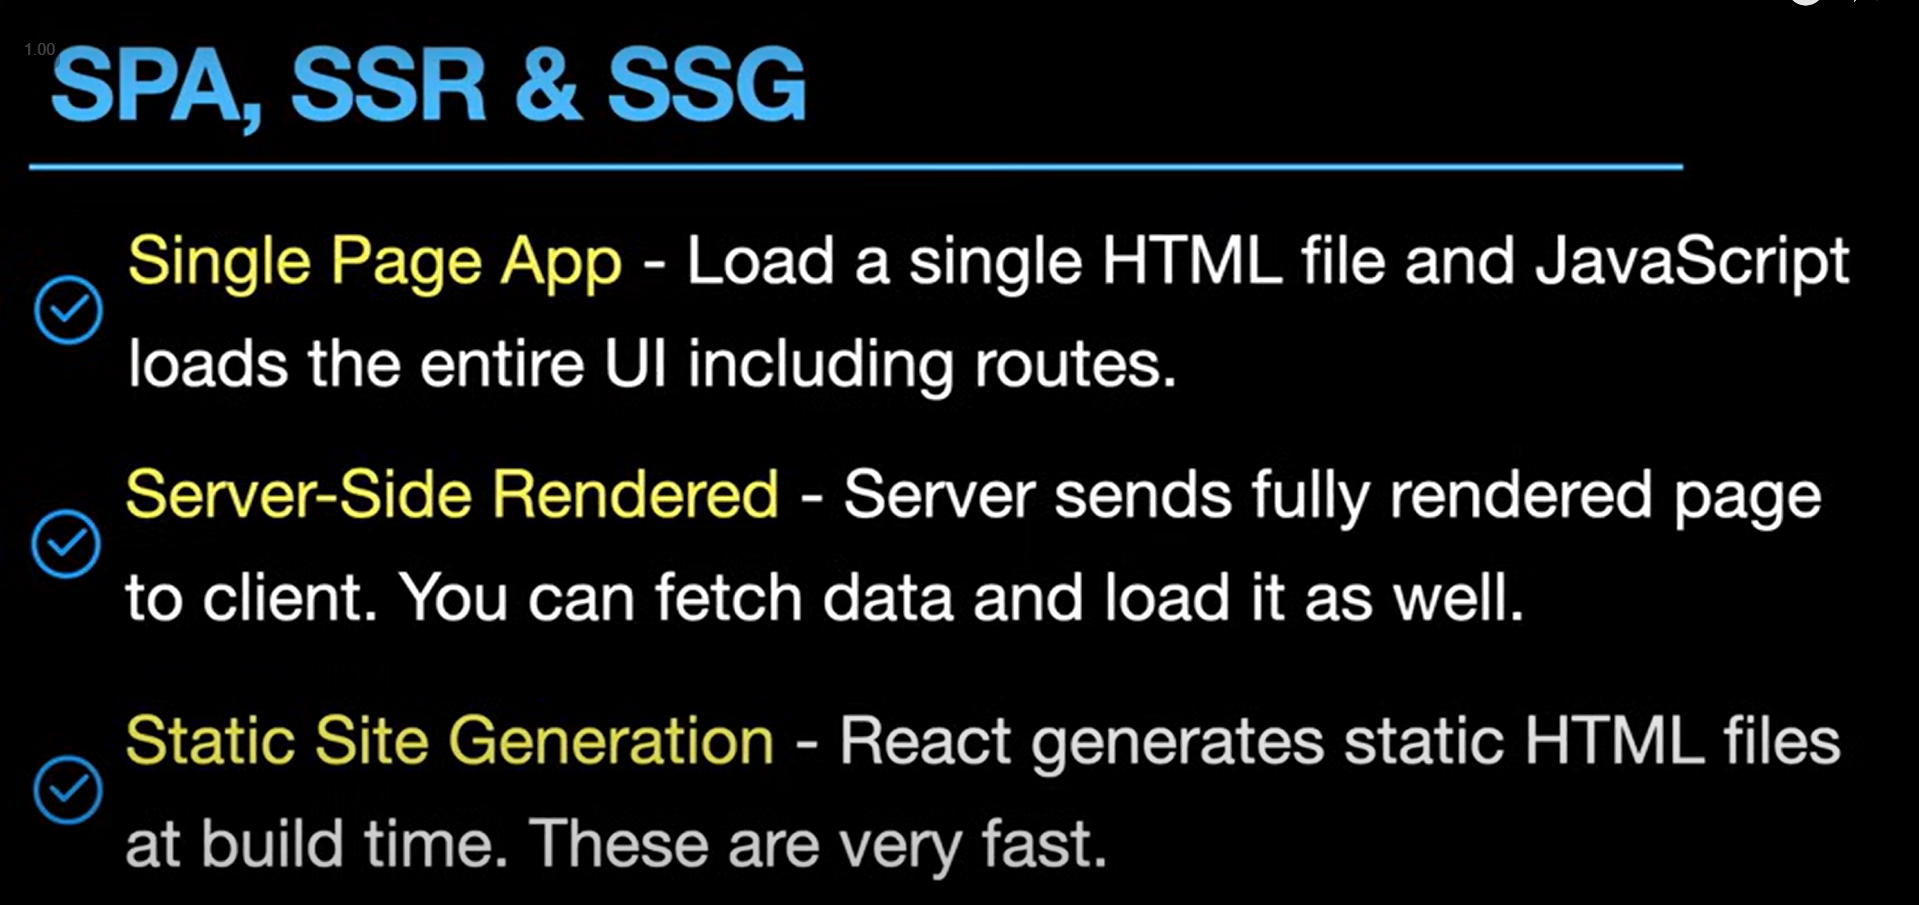 1.00
SPA, SSR & SSG
Single Page App - Load a single HTML file and JavaScript
loads the entire UI including routes.
Server-Side Rendered - Server sends fully rendered page
to client. You can fetch data and load it as well.
Static Site Generation - React generates static HTML files
at build time. These are very fast.